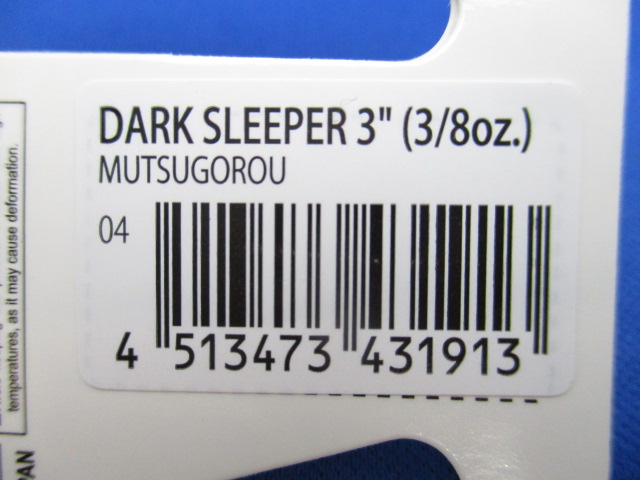 DARK SLEEPER 3" (3/8oz.)
MUTSUGOROU
04
4 513473 431913
temperatures, as it may cause deformation.